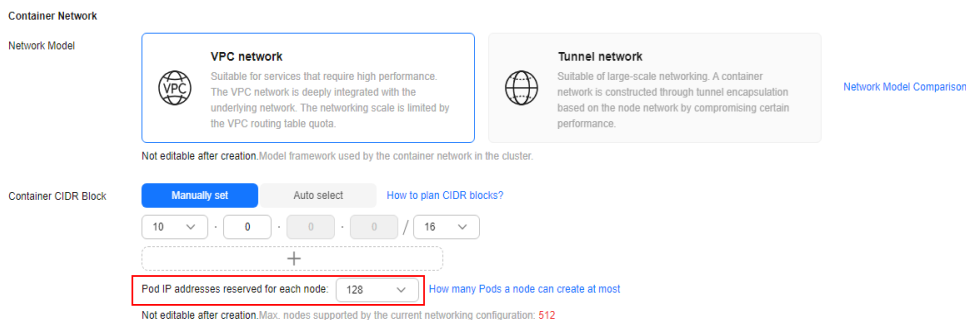 Container Network
Network Model
VPC network
VPC
Suitable for services that require high performance.
The VPC network is deeply integrated with the
underlying network. The networking scale is limited by
the VPC routing table quota.
Tunnel network
Suitable of large-scale networking. A container
network is constructed through tunnel encapsulation
based on the node network by compromising certain
performance.
Network Model Comparison
Not editable after creation.Model framework used by the container network in the cluster.
Container CIDR Block
Manually set Auto select How to plan CIDR blocks?
10 · 0 · 0 · 0 / 16
+
Pod IP addresses reserved for each node: 128 How many Pods a node can create at most
Not editable after creation.Max. nodes supported by the current networking configuration: 512